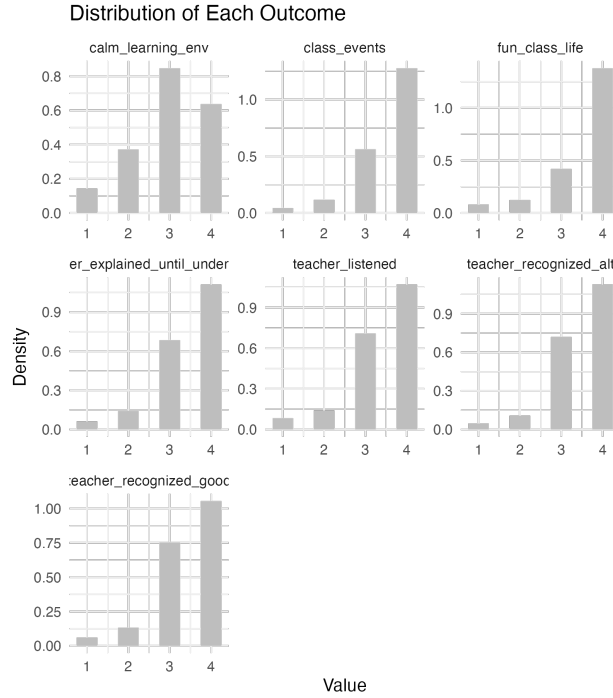 Distribution of Each Outcome
calm_learning_env class_events fun_class_life
0.8
0.6
0.4
0.2
0.0
1 2 3 4
1.0
0.5
0.0
1 2 3 4
1.0
0.5
0.0
1 2 3 4
er_explained_until_under teacher_listened teacher_recognized_alt
0.9
0.6
0.3
0.0
1 2 3 4
0.9
0.6
0.3
0.0
1 2 3 4
0.9
0.6
0.3
0.0
1 2 3 4
teacher_recognized_good
1.00
0.75
0.50
0.25
0.00
1 2 3 4
Density
Value